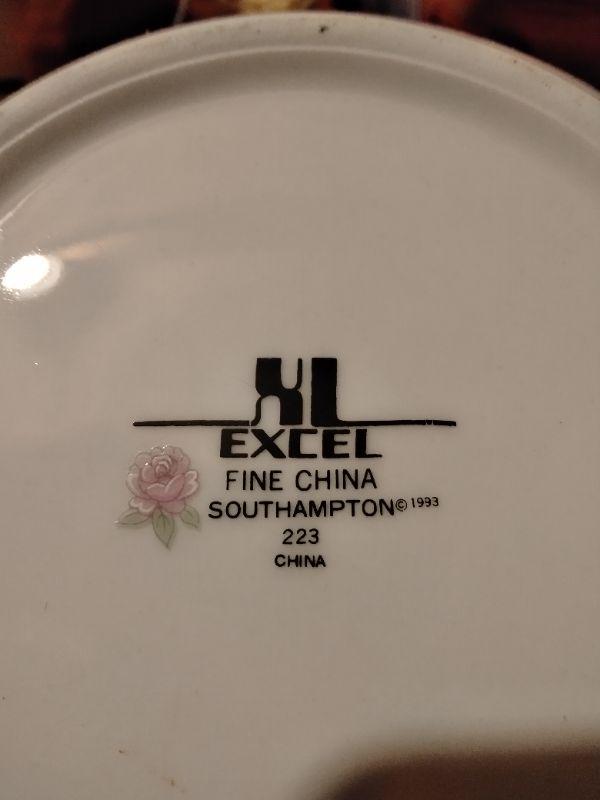 XL
EXCEL
FINE CHINA
SOUTHAMPTON © 1993
223
CHINA